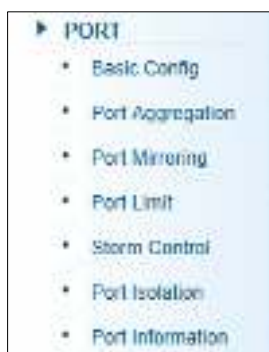 PORT
Basic Config
Port Aggregation
Port Mirroring
Port Limit
Storm Control
Port Isolation
Port Information